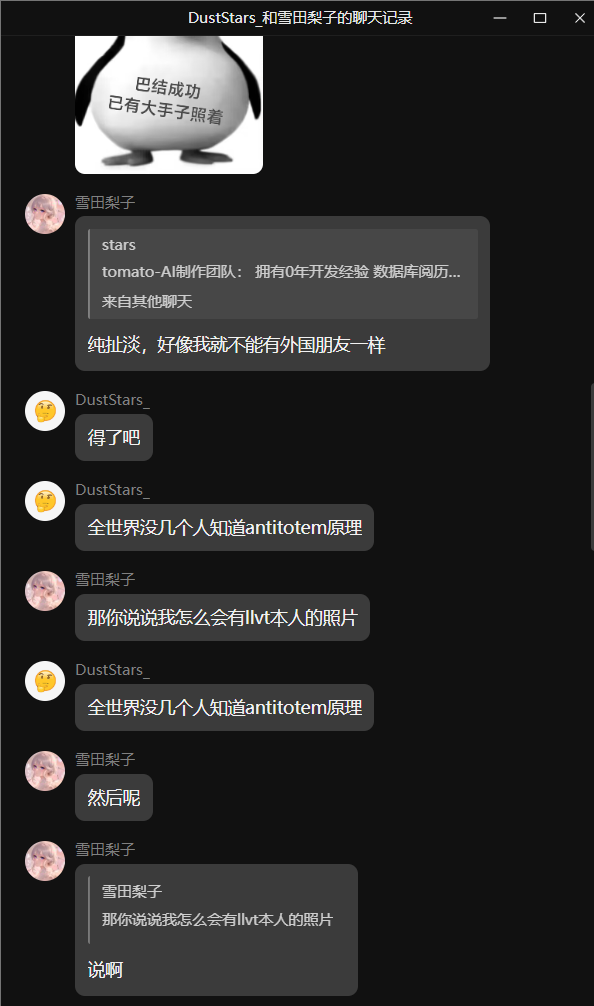 DustStars_和雪田梨子的聊天记录
巴结成功
已有大手子照着
雪田梨子
stars
tomato-AI制作团队： 拥有0年开发经验 数据库阅历...
来自其他聊天
纯扯淡，好像我就不能有外国朋友一样
DustStars_
得了吧
DustStars_
全世界没几个人知道antitotem原理
雪田梨子
那你说说我怎么会有llvt本人的照片
DustStars_
全世界没几个人知道antitotem原理
雪田梨子
然后呢
雪田梨子
雪田梨子
那你说说我怎么会有llvt本人的照片
说啊